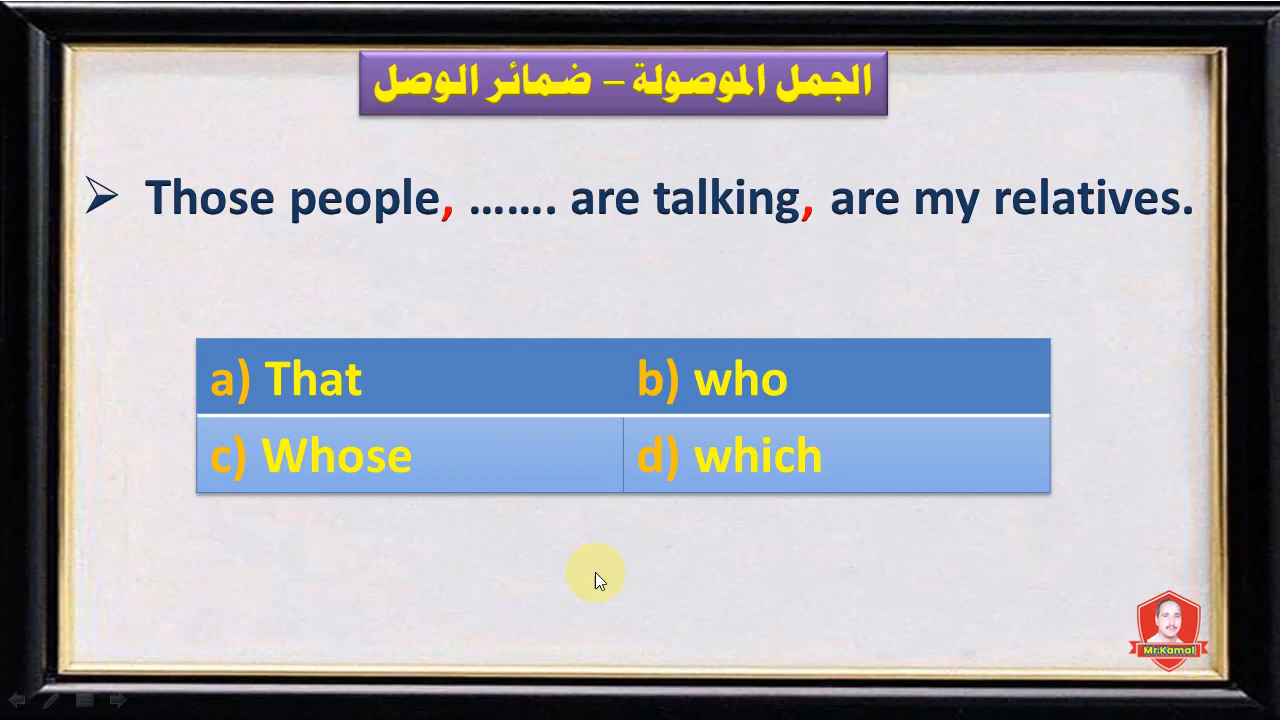 الجمل الموصولة – ضمائر الوصل
➢ Those people, ....... are talking, are my relatives.
a) That
b) who
c) Whose
d) which
Mr.Kamal